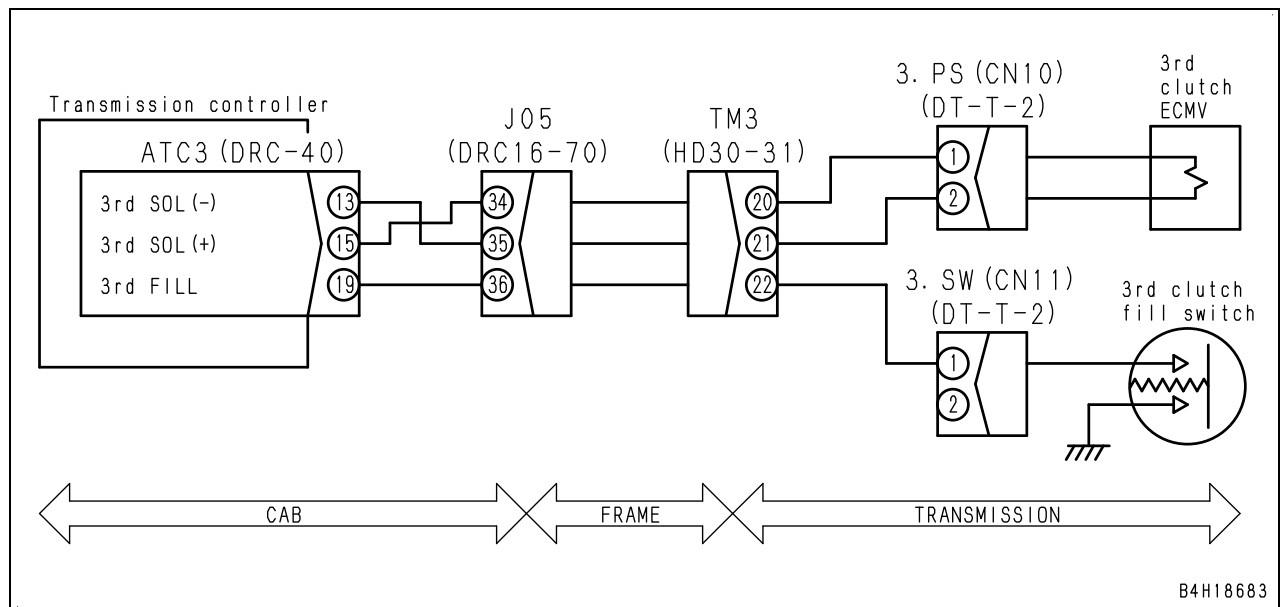 Transmission controller
ATC3 (DRC-40)
3rd SOL(-)
3rd SOL(+)
3rd FILL
13
15
19
J05
(DRC16-70)
34
35
36
TM3
(HD30-31)
20
21
22
3. PS (CN10)
(DT-T-2)
1
2
3rd
clutch
ECMV
3. SW (CN11)
(DT-T-2)
1
2
3rd clutch
fill switch
CAB
FRAME
TRANSMISSION
B4H18683